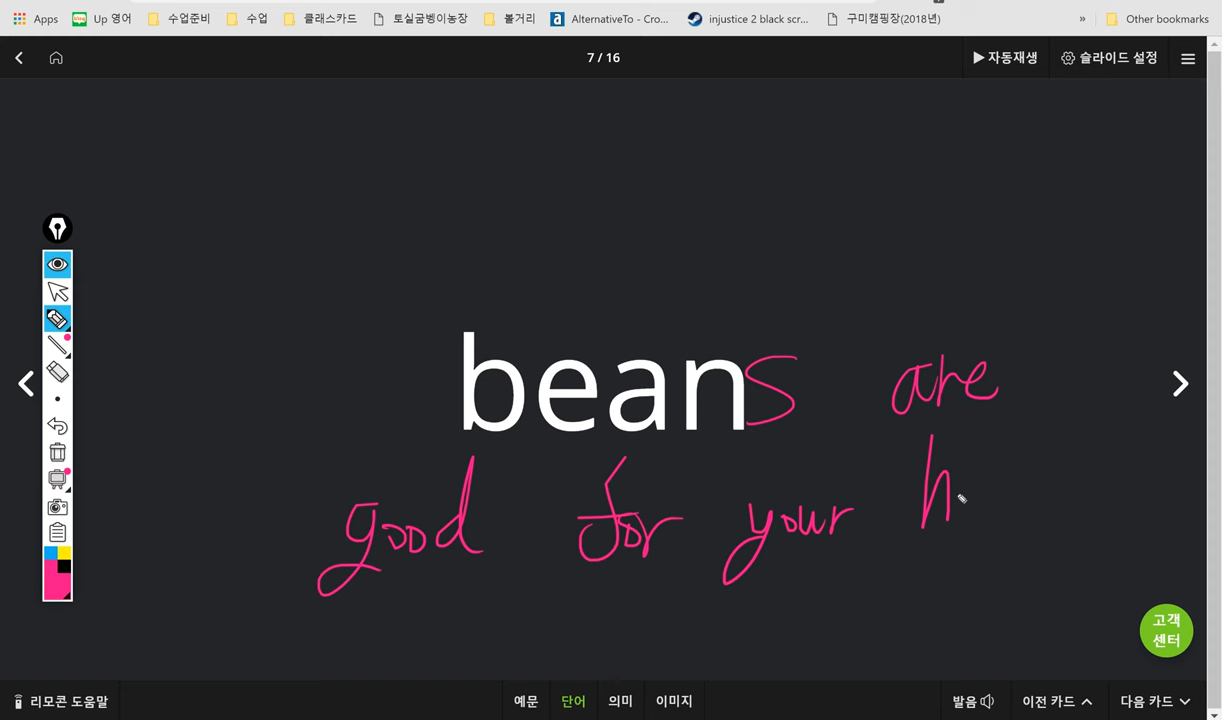 Apps Up 영어 수업준비 수업 클래스카드 토실굼벵이농장 볼거리 AlternativeTo - Cro... injustice 2 black scr... 구미캠핑장(2018년) » Other bookmarks
7 / 16 ▶자동재생 슬라이드 설정
beans are
good for your h
고객
센터
리모콘 도움말 예문 단어 의미 이미지 발음 이전 카드 다음 카드